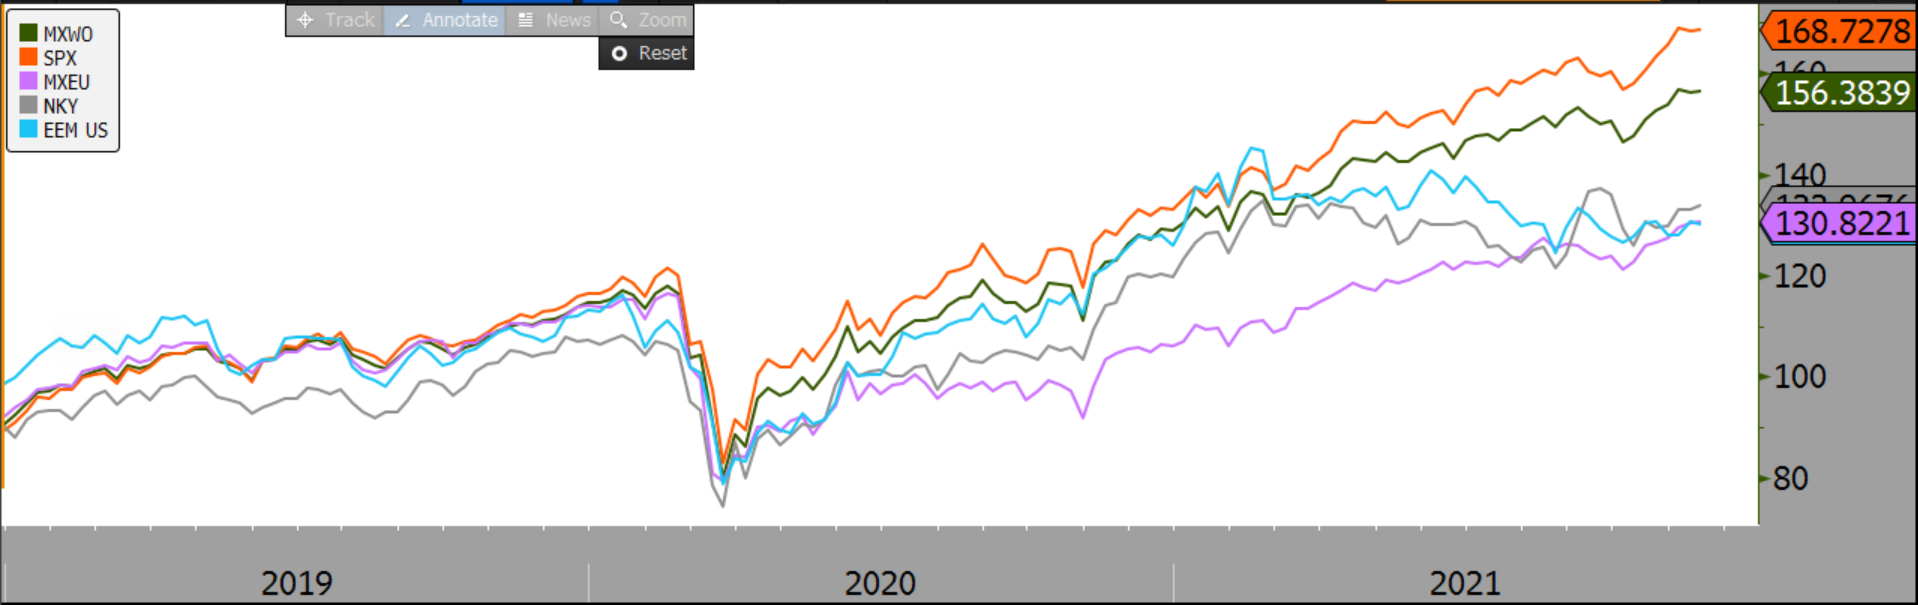 MXWO
SPX
MXEU
NKY
EEM US
Track Annotate News Zoom
Reset
168.7278
160
156.3839
140
130.8221
120
100
80
2019 2020 2021